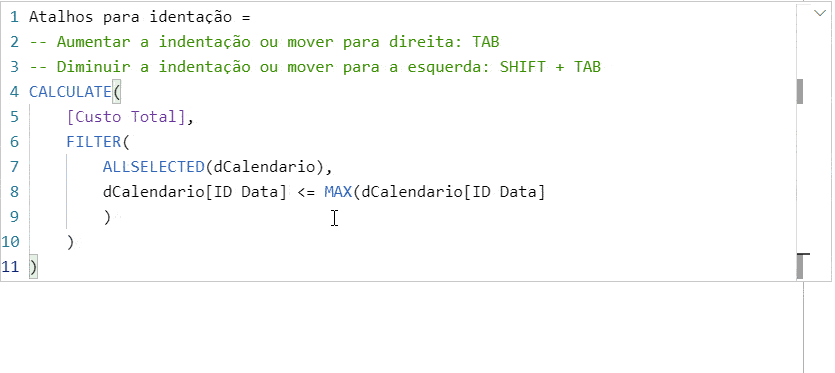 1 Atalhos para identação =
2 -- Aumentar a indentação ou mover para direita: TAB
3 -- Diminuir a indentação ou mover para a esquerda: SHIFT + TAB
4 CALCULATE(
5 [Custo Total],
6 FILTER(
7 ALLSELECTED(dCalendario),
8 dCalendario[ID Data] <= MAX(dCalendario[ID Data]
9 )
10 )
11 )